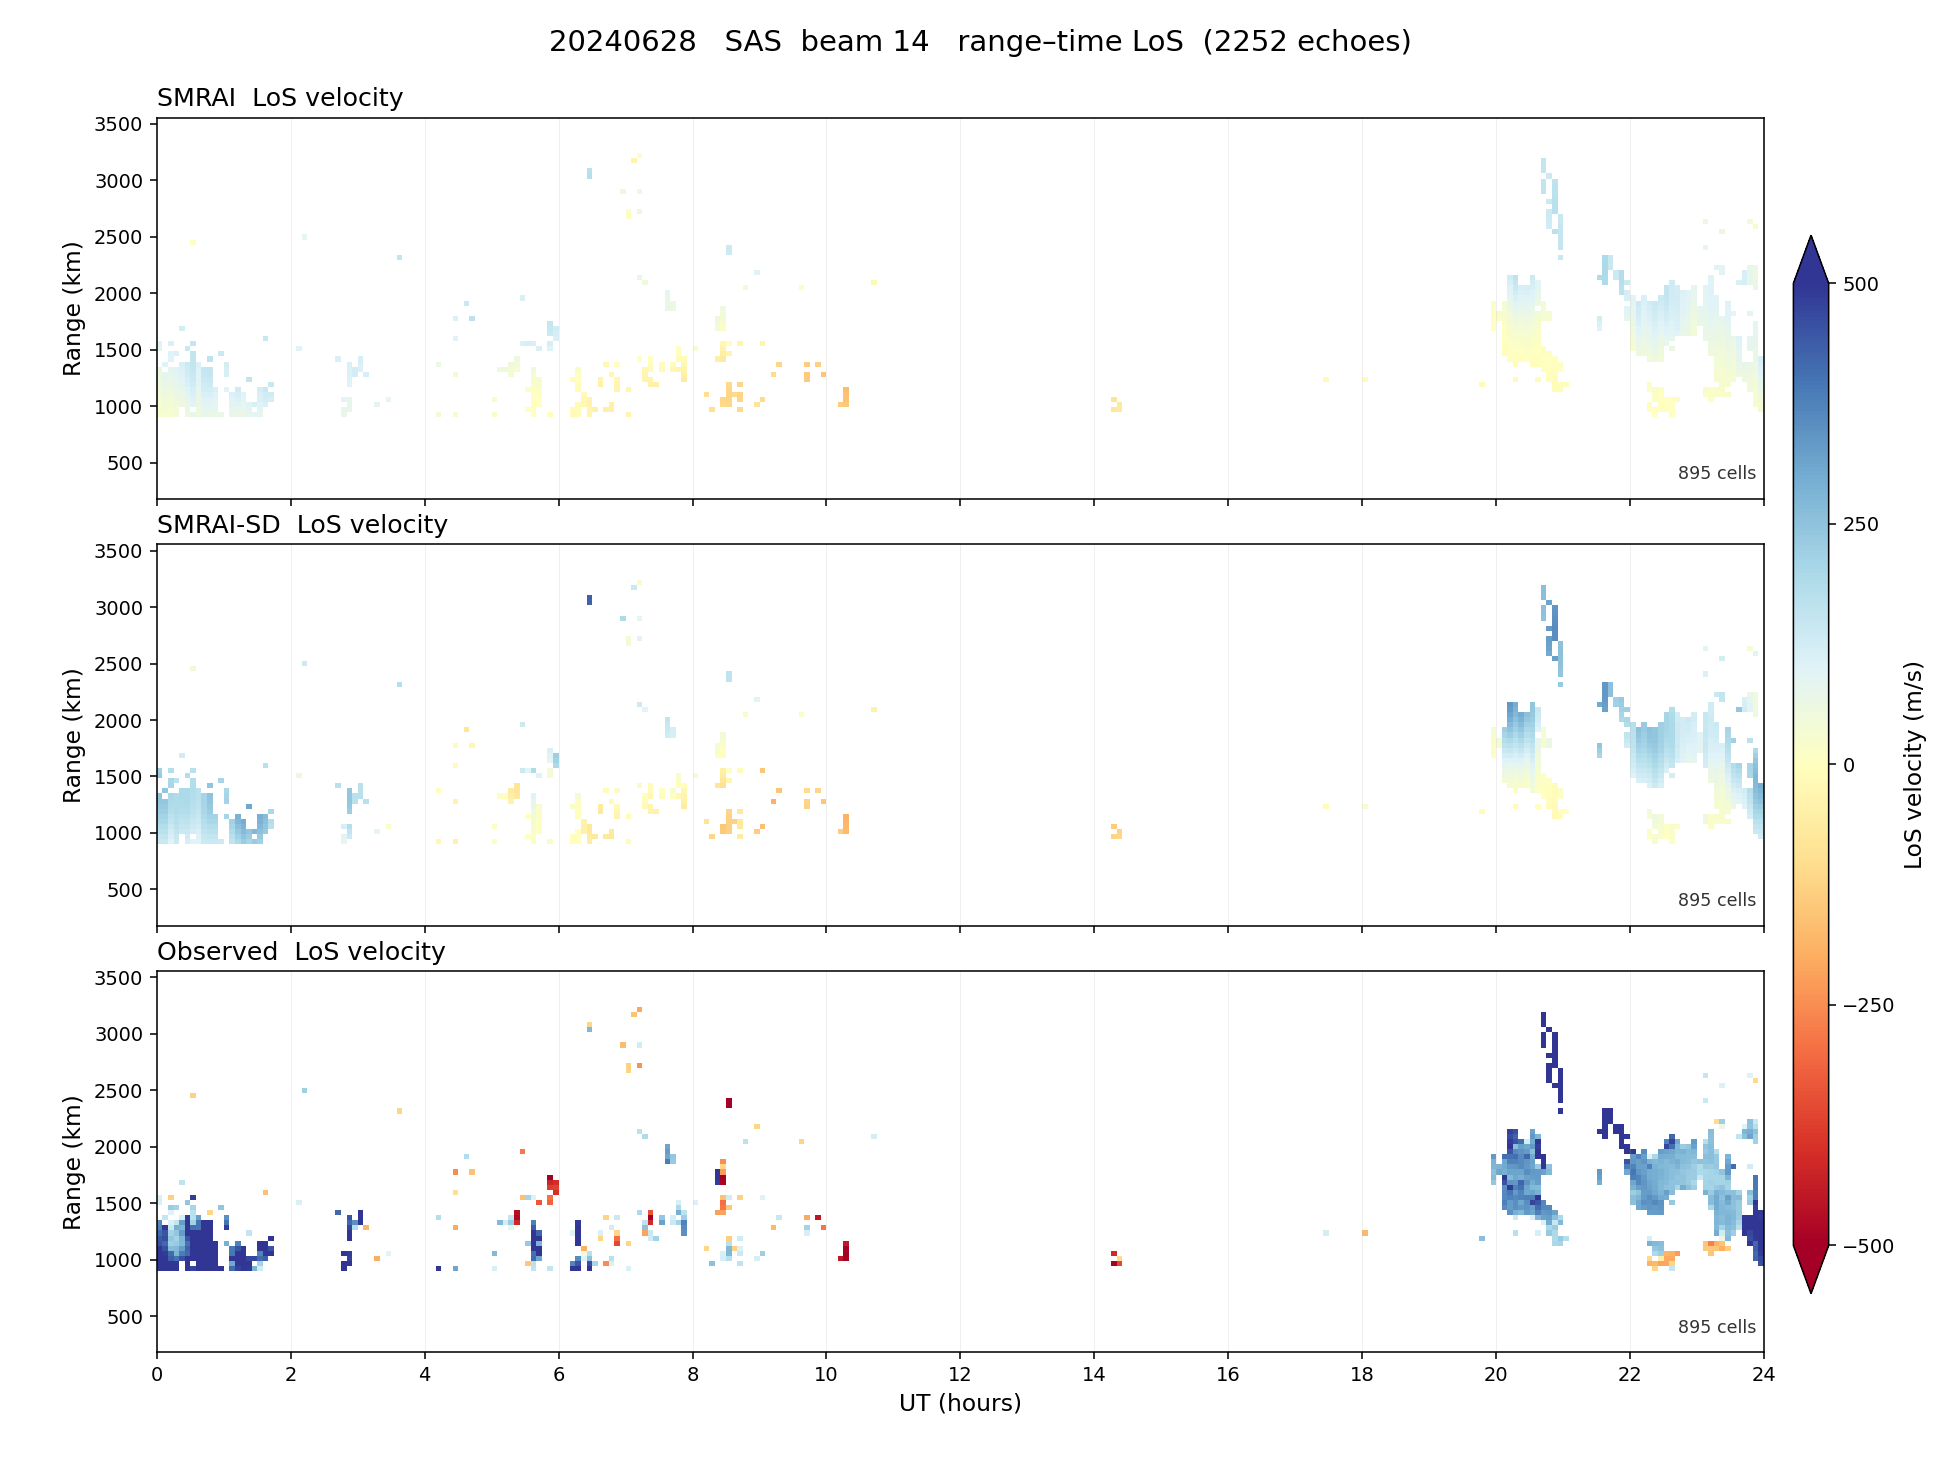 20240628 SAS beam 14 range–time LoS (2252 echoes)
SMRAI LoS velocity
3500
3000
2500
2000
1500
1000
500
Range (km)
895 cells
SMRAI-SD LoS velocity
3500
3000
2500
2000
1500
1000
500
Range (km)
895 cells
Observed LoS velocity
3500
3000
2500
2000
1500
1000
500
Range (km)
895 cells
0 2 4 6 8 10 12 14 16 18 20 22 24
UT (hours)
500
250
0
−250
−500
LoS velocity (m/s)